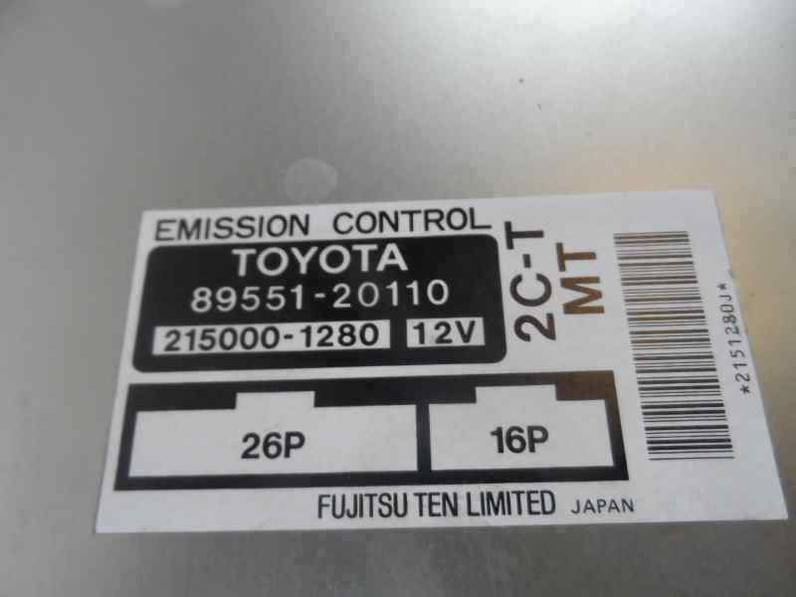 EMISSION CONTROL
TOYOTA
89551-20110
215000-1280 12V
2C-T
MT
*2151280J*
26P 16P
FUJITSU TEN LIMITED JAPAN